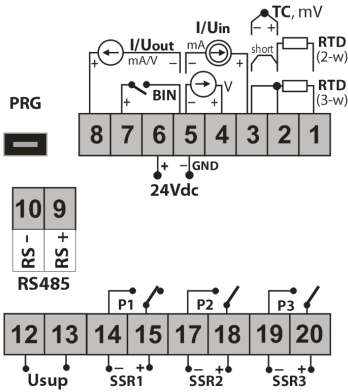 TC, mV
− +
I/Uout
mA/V
+ −
I/Uin
mA
− +
short
RTD
(2-w)
BIN
+ −
V
− +
RTD
(3-w)
PRG
8 7 6 5 4 3 2 1
+ − GND
24Vdc
10 9
RS − RS +
RS485
P1 P2 P3
12 13 14 15 17 18 19 20
− + − + − +
Usup SSR1 SSR2 SSR3